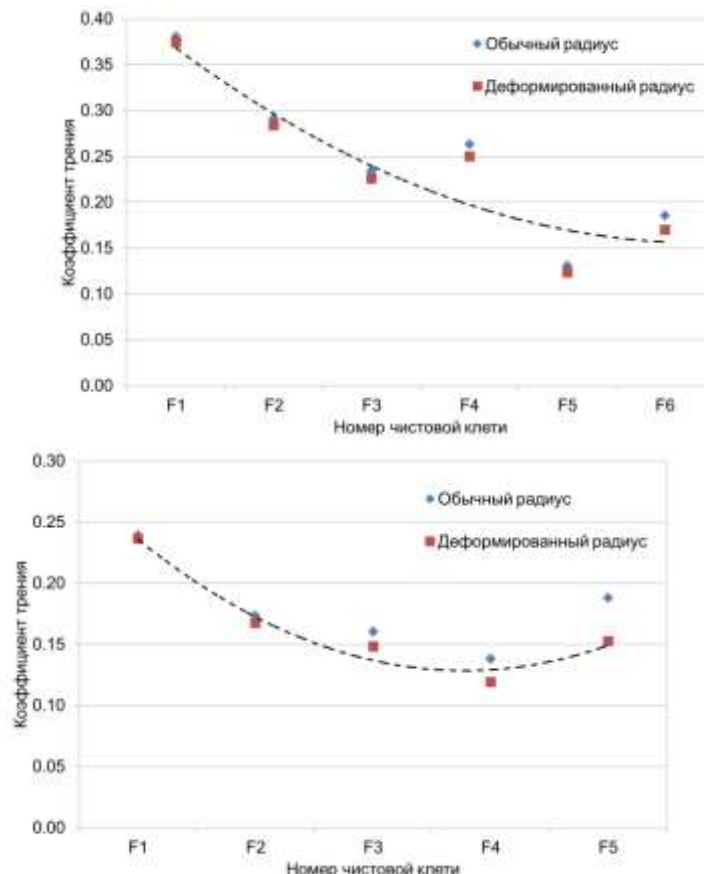 0.40
0.35
0.30
0.25
0.20
0.15
0.10
0.05
0.00
Коэффициент трения
Обычный радиус
Деформированный радиус
F1 F2 F3 F4 F5 F6
Номер чистовой клети
0.30
0.25
0.20
0.15
0.10
0.05
0.00
Коэффициент трения
Обычный радиус
Деформированный радиус
F1 F2 F3 F4 F5
Номер чистовой клети